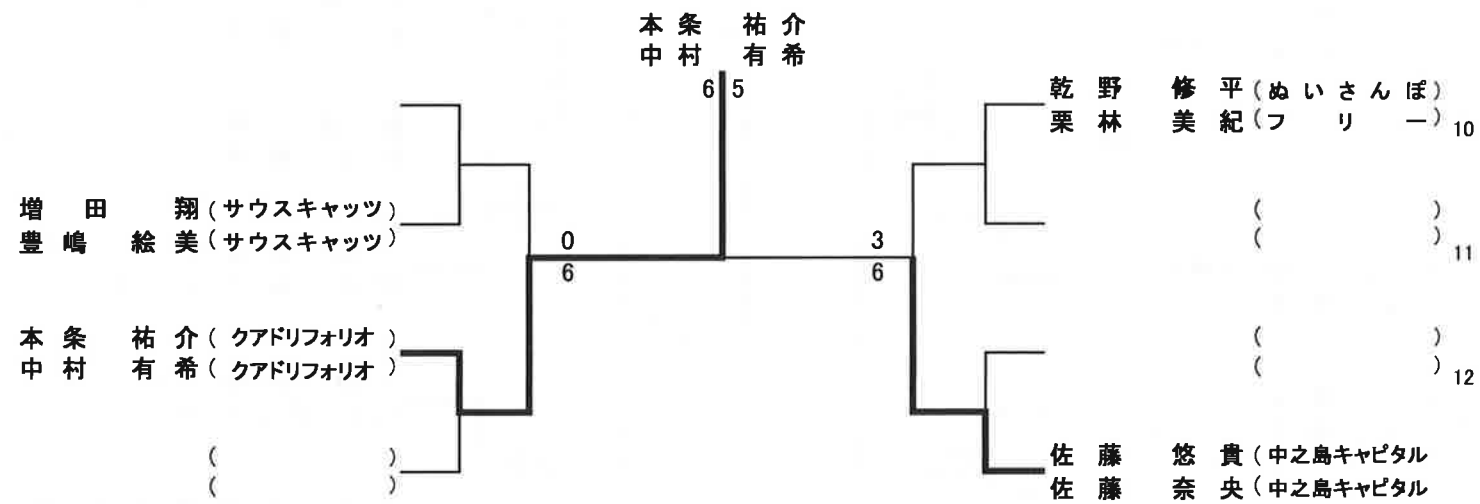 本条 祐介
中村 有希
6 5
乾野 修平 (ぬいさんぽ)
栗林 美紀 (フリー) 10
増田 翔 (サウスキャッツ)
豊嶋 絵美 (サウスキャッツ)
( )
( ) 11
0
6
3
6
本条 祐介 ( クアドリフォリオ )
中村 有希 ( クアドリフォリオ )
( )
( ) 12
( )
( )
佐藤 悠貴 (中之島キャピタル
佐藤 奈央 (中之島キャピタル